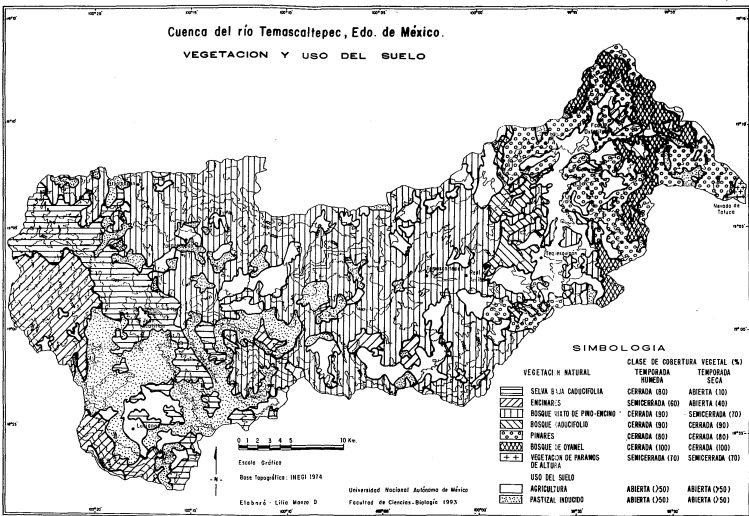 Cuenca del río Temascaltepec, Edo. de México.
VEGETACION Y USO DEL SUELO
Nevado de
Toluca
SIMBOLOGIA
CLASE DE COBERTURA VEGETAL (%)
VEGETACION NATURAL TEMPORADA HUMEDA TEMPORADA SECA
SELVA BAJA CADUCIFOLIA CERRADA (80) ABIERTA (10)
ENCINARES SEMICERRADA (60) ABIERTA (40)
BOSQUE MIXTO DE PINO-ENCINO CERRADA (90) SEMICERRADA (70)
BOSQUE CADUCIFOLIO CERRADA (90) CERRADA (90)
PINARES CERRADA (80) CERRADA (80)
BOSQUE DE OYAMEL CERRADA (100) CERRADA (100)
VEGETACION DE PARAMOS SEMICERRADA (70) SEMICERRADA (70)
DE ALTURA
USO DEL SUELO
AGRICULTURA ABIERTA (>50) ABIERTA (>50)
PASTIZAL INDUCIDO ABIERTA (>50) ABIERTA (>50)
0 1 2 3 4 5 10 Km.
Escala Gráfica
-N-
Base Topográfica: INEGI 1974
Universidad Nacional Autónoma de México
Elaboró - Lilia Manzo D Facultad de Ciencias-Biología 1993